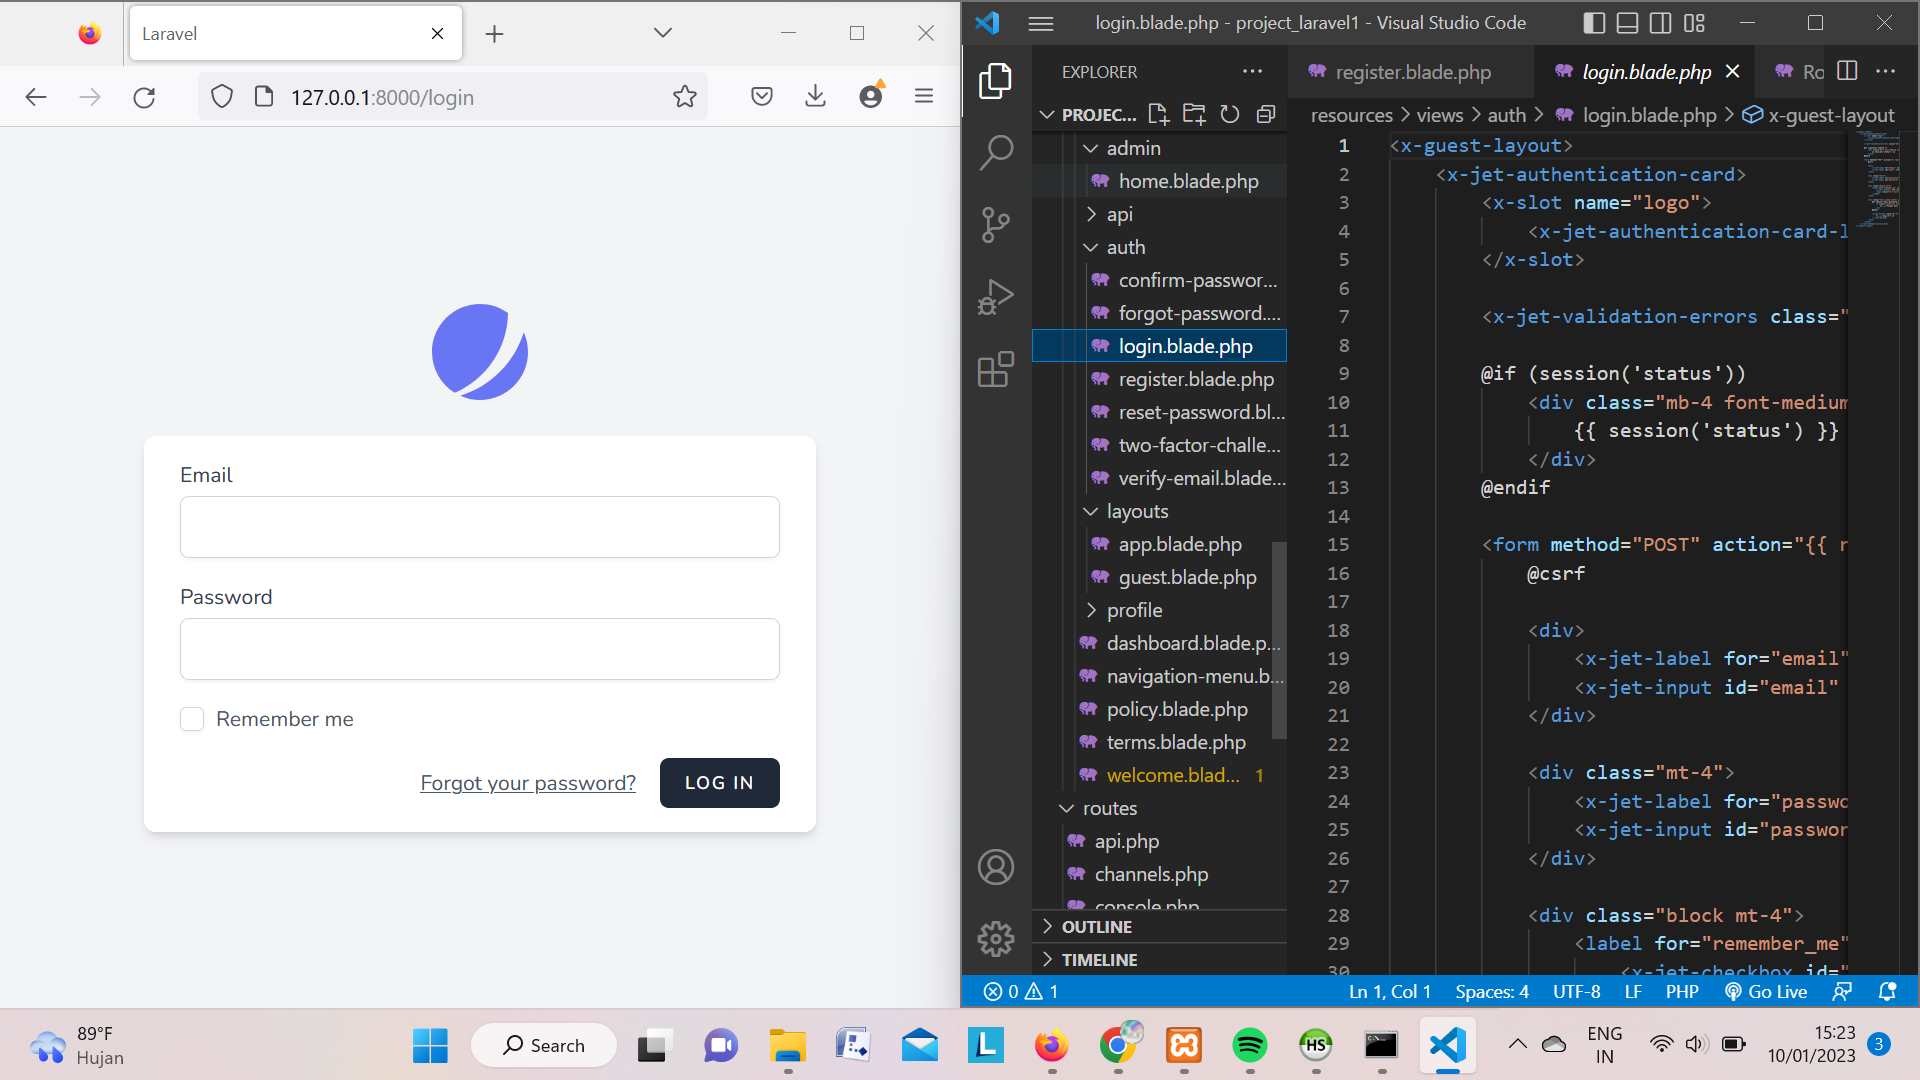 Laravel
127.0.0.1:8000/login
Email
Password
Remember me
Forgot your password?
LOG IN
login.blade.php - project_laravel1 - Visual Studio Code
EXPLORER
PROJEC...
admin
home.blade.php
api
auth
confirm-passwor...
forgot-password....
login.blade.php
register.blade.php
reset-password.bl...
two-factor-challe...
verify-email.blade...
layouts
app.blade.php
guest.blade.php
profile
dashboard.blade.p...
navigation-menu.b...
policy.blade.php
terms.blade.php
welcome.blad... 1
routes
api.php
channels.php
console.php
OUTLINE
TIMELINE
register.blade.php
login.blade.php
Ro
resources > views > auth > login.blade.php > x-guest-layout
1 <x-guest-layout>
2 <x-jet-authentication-card>
3 <x-slot name="logo">
4 <x-jet-authentication-card-l
5 </x-slot>
6
7 <x-jet-validation-errors class="
8
9 @if (session('status'))
10 <div class="mb-4 font-medium
11 {{ session('status') }}
12 </div>
13 @endif
14
15 <form method="POST" action="{{ r
16 @csrf
17
18 <div>
19 <x-jet-label for="email"
20 <x-jet-input id="email"
21 </div>
22
23 <div class="mt-4">
24 <x-jet-label for="passwo
25 <x-jet-input id="passwor
26 </div>
27
28 <div class="block mt-4">
29 <label for="remember_me"
30 <x-jet-checkbox id="
0 1
Ln 1, Col 1
Spaces: 4
UTF-8
LF
PHP
Go Live
89°F
Hujan
Search
L
HS
ENG
IN
15:23
10/01/2023
3